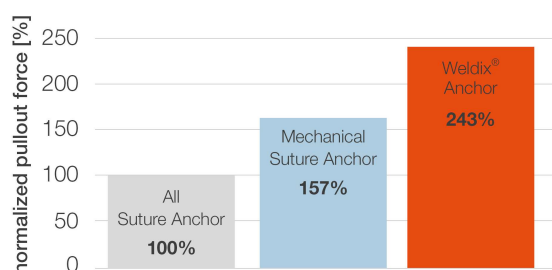 normalized pullout force [%]
250
200
150
100
50
0
All
Suture Anchor
100%
Mechanical
Suture Anchor
157%
Weldix®
Anchor
243%